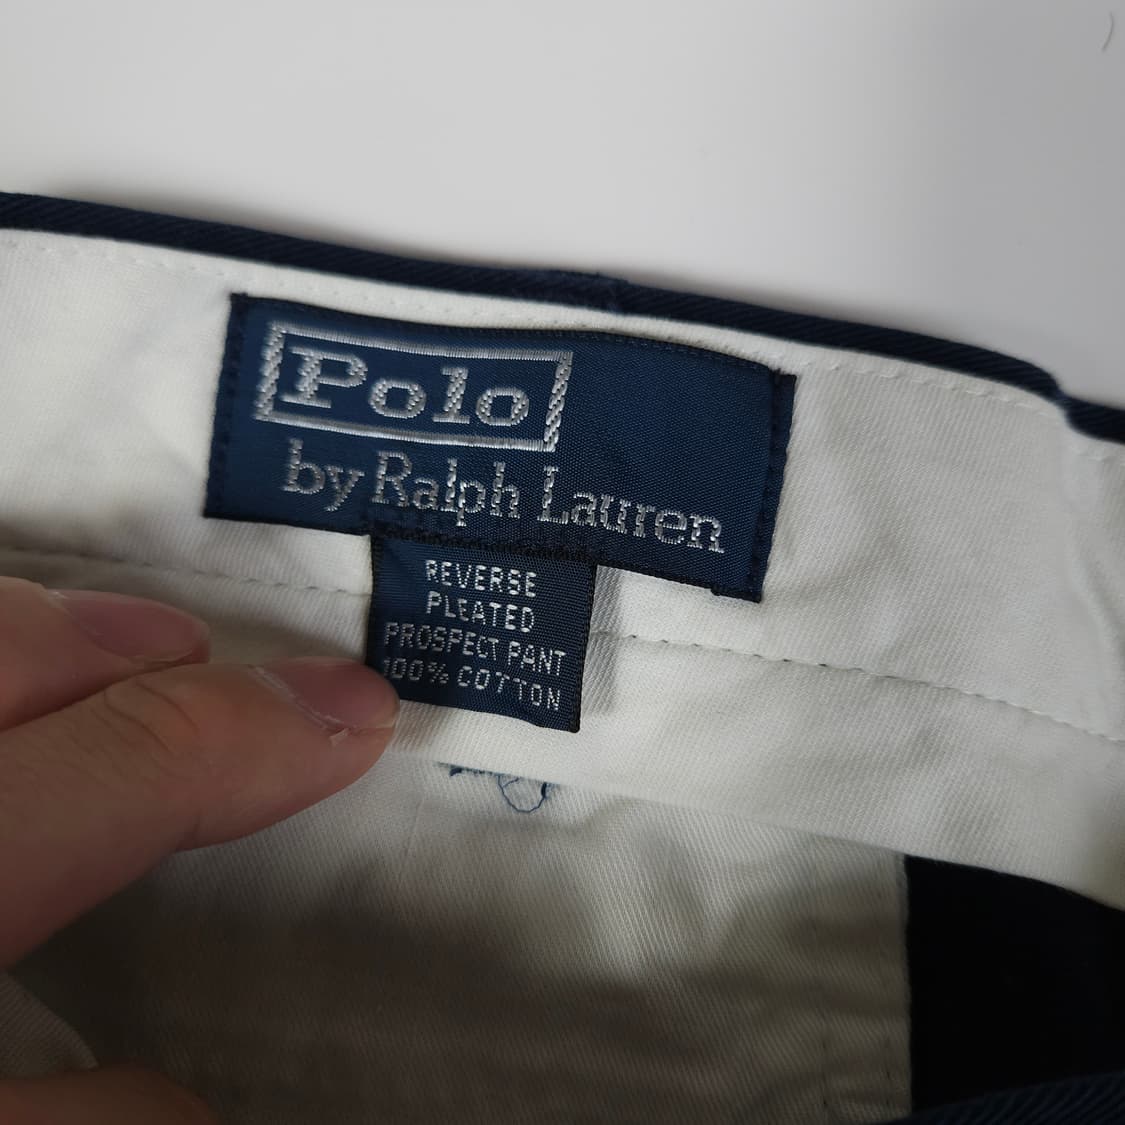 Polo
by Ralph Lauren
REVERSE
PLEATED
PROSPECT PANT
100% COTTON